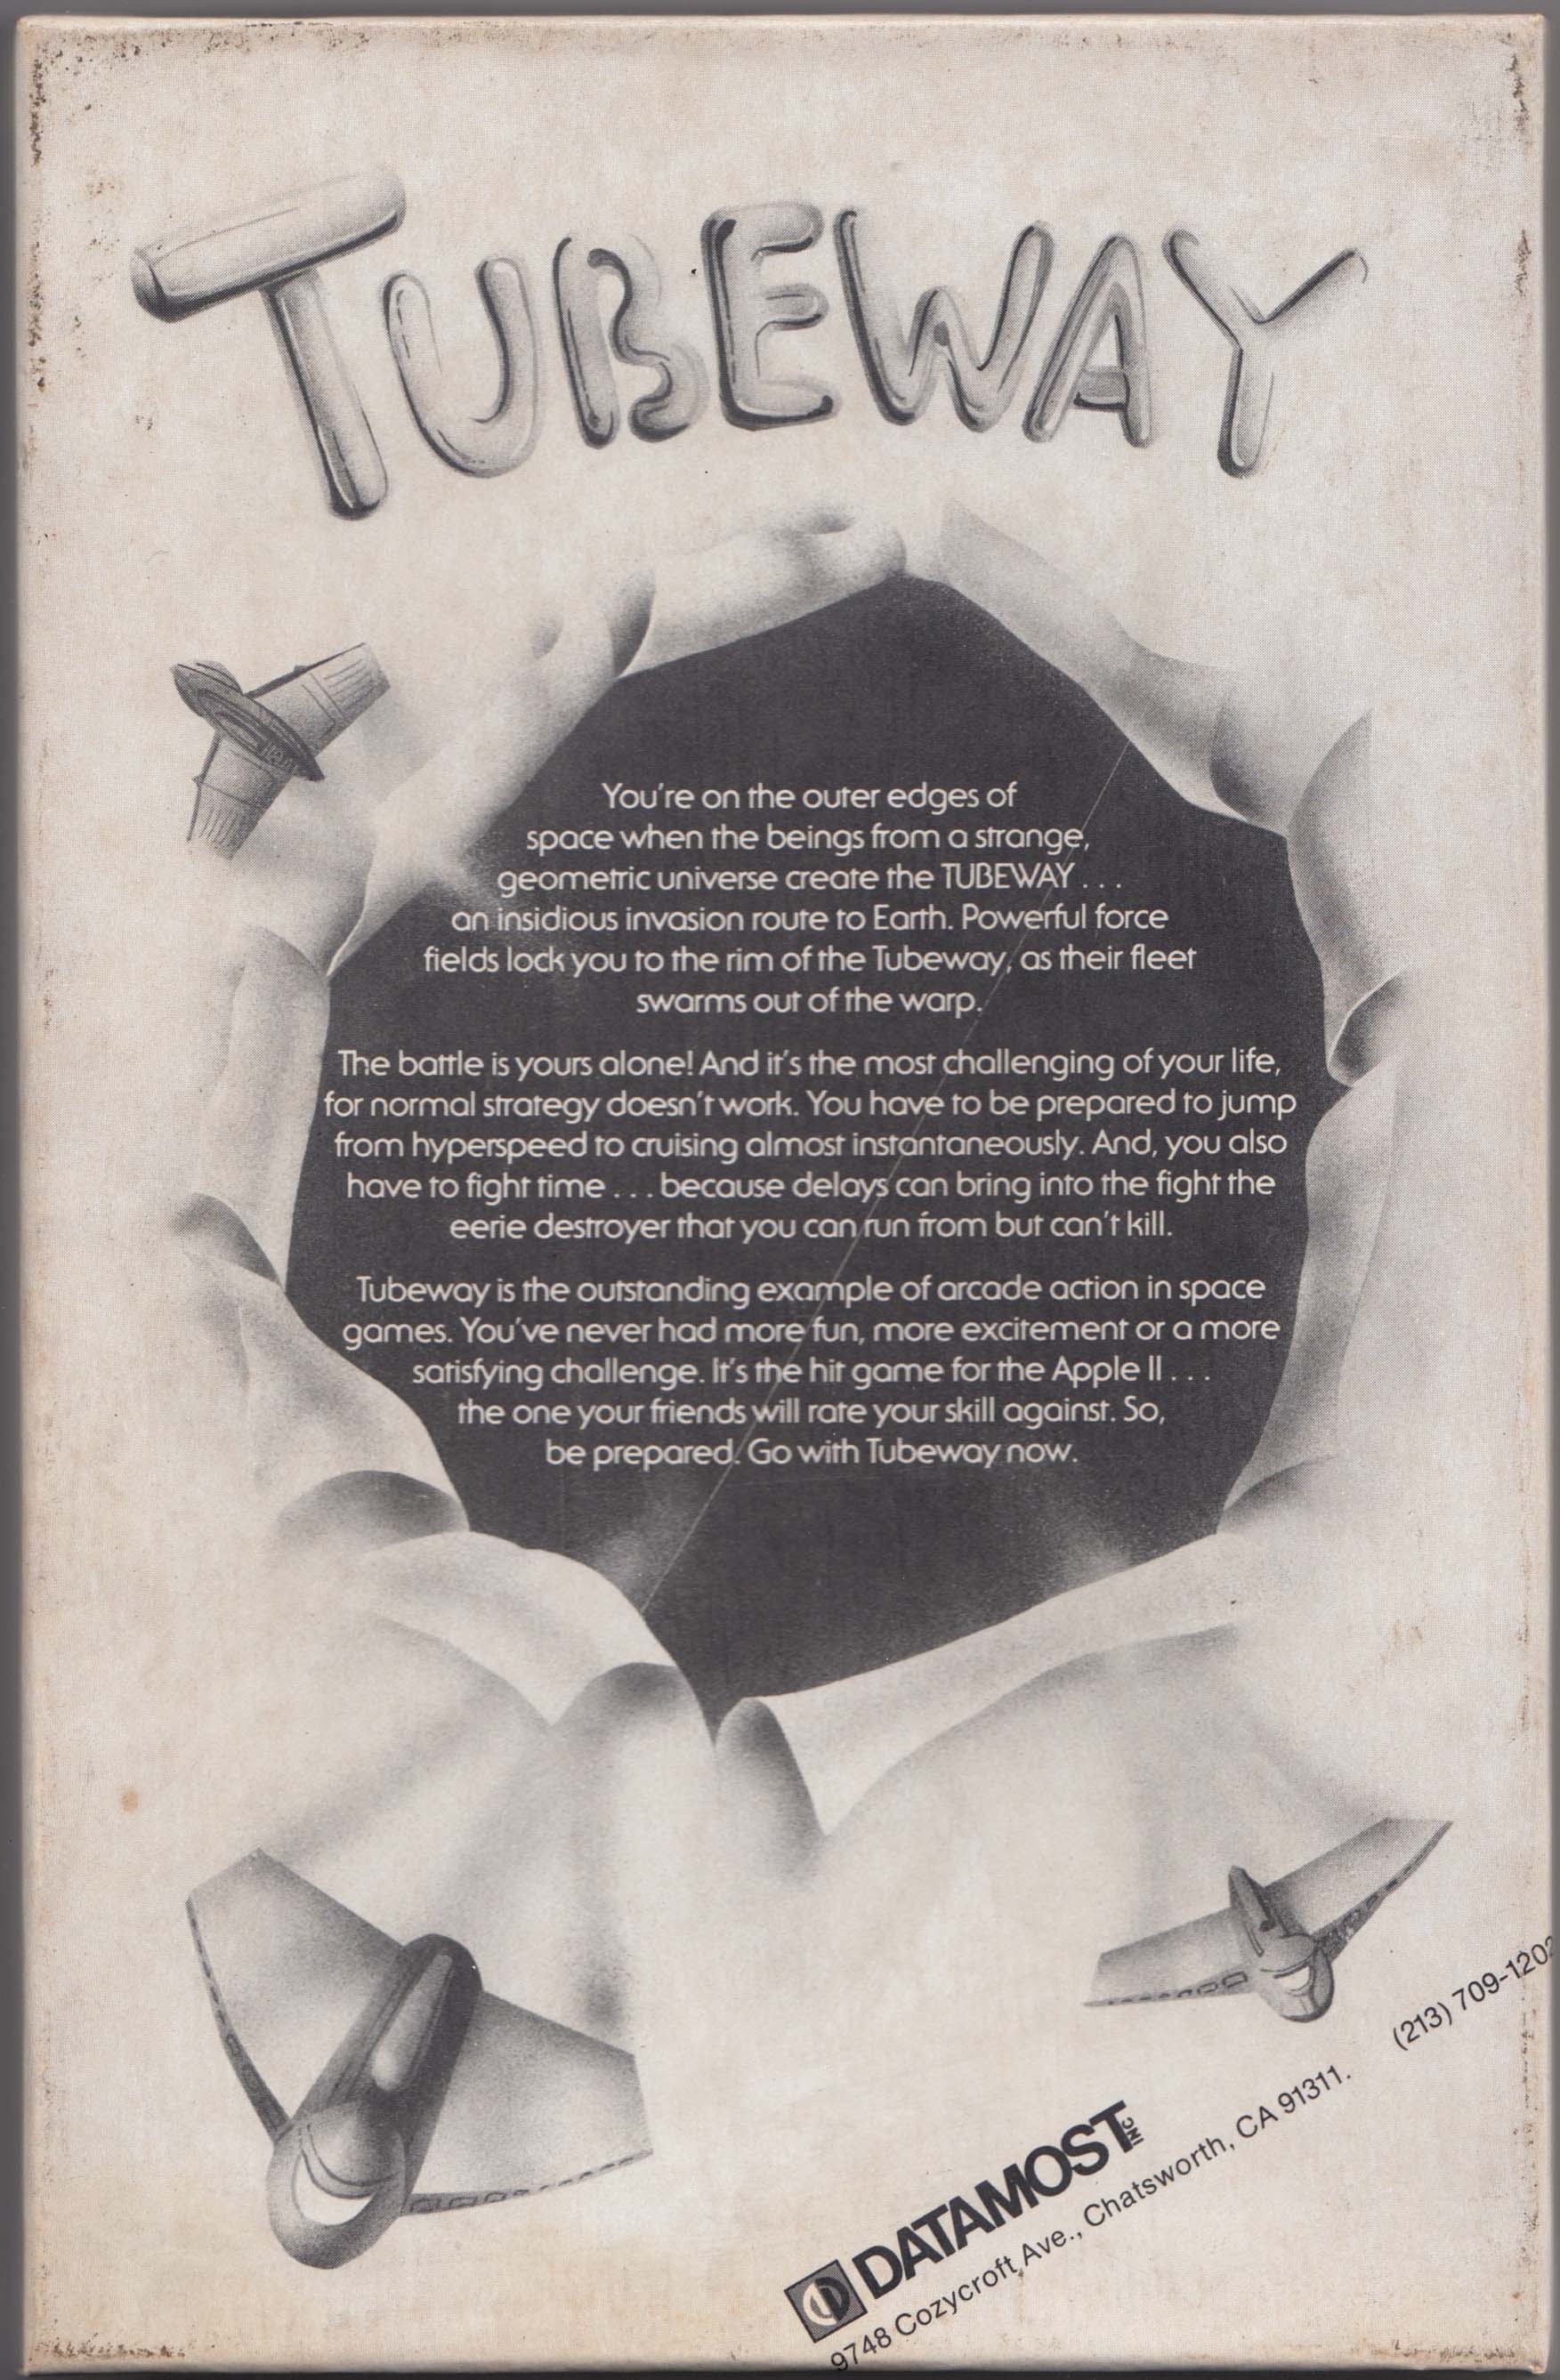 TUBEWAY
You're on the outer edges of
space when the beings from a strange,
geometric universe create the TUBEWAY . . .
an insidious invasion route to Earth. Powerful force
fields lock you to the rim of the Tubeway, as their fleet
swarms out of the warp.
The battle is yours alone! And it's the most challenging of your life,
for normal strategy doesn't work. You have to be prepared to jump
from hyperspeed to cruising almost instantaneously. And, you also
have to fight time . . . because delays can bring into the fight the
eerie destroyer that you can run from but can't kill.
Tubeway is the outstanding example of arcade action in space
games. You've never had more fun, more excitement or a more
satisfying challenge. It's the hit game for the Apple II . . .
the one your friends will rate your skill against. So,
be prepared. Go with Tubeway now.
DATAMOST INC
9748 Cozycroft Ave., Chatsworth, CA 91311. (213) 709-1202